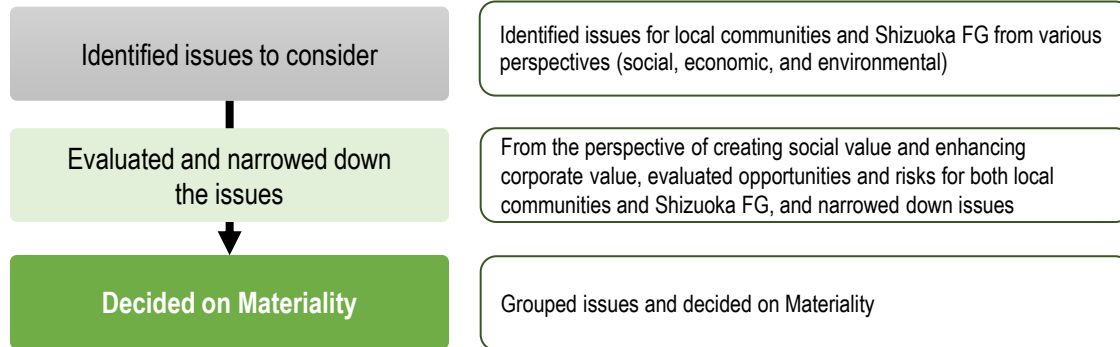 Identified issues to consider
Identified issues for local communities and Shizuoka FG from various
perspectives (social, economic, and environmental)
Evaluated and narrowed down
the issues
From the perspective of creating social value and enhancing
corporate value, evaluated opportunities and risks for both local
communities and Shizuoka FG, and narrowed down issues
Decided on Materiality
Grouped issues and decided on Materiality